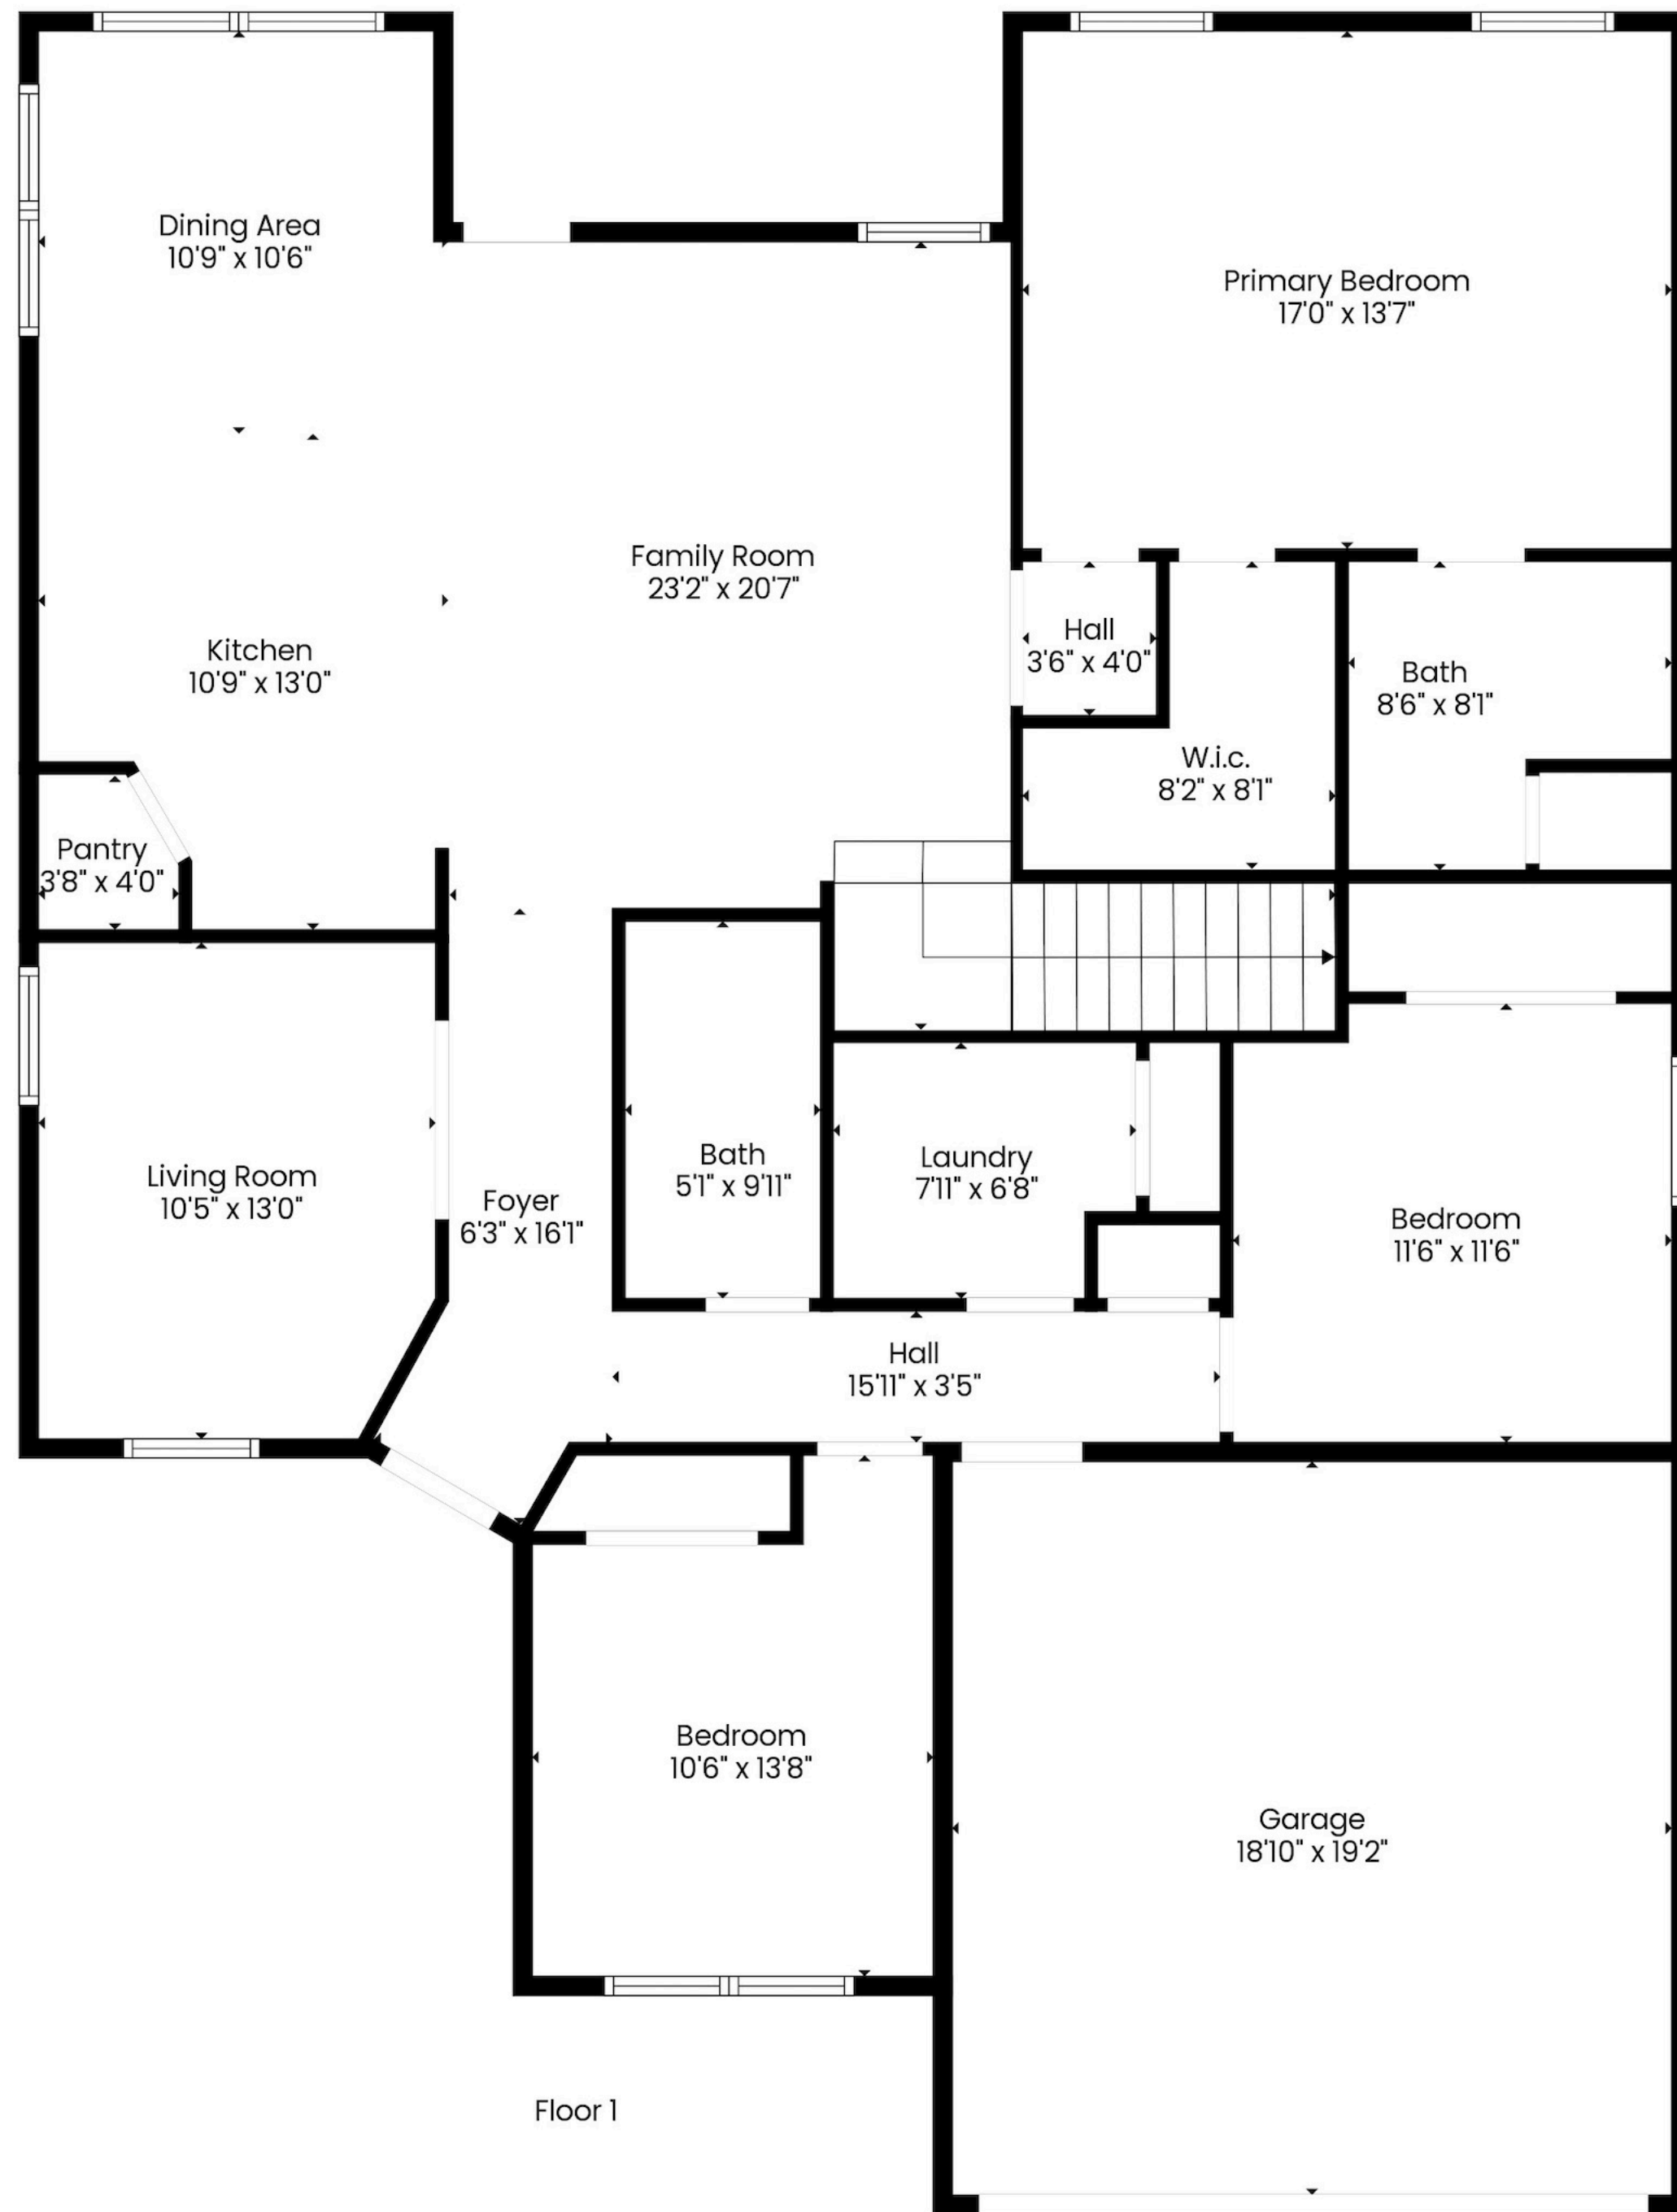 Dining Area
10'9" x 10'6"
Primary Bedroom
17'0" x 13'7"
Family Room
23'2" x 20'7"
Kitchen
10'9" x 13'0"
Hall
3'6" x 4'0"
Bath
8'6" x 8'1"
W.i.c.
8'2" x 8'1"
Pantry
3'8" x 4'0"
Living Room
10'5" x 13'0"
Foyer
6'3" x 16'1"
Bath
5'1" x 9'11"
Laundry
7'11" x 6'8"
Bedroom
11'6" x 11'6"
Hall
15'11" x 3'5"
Bedroom
10'6" x 13'8"
Garage
18'10" x 19'2"
Floor 1